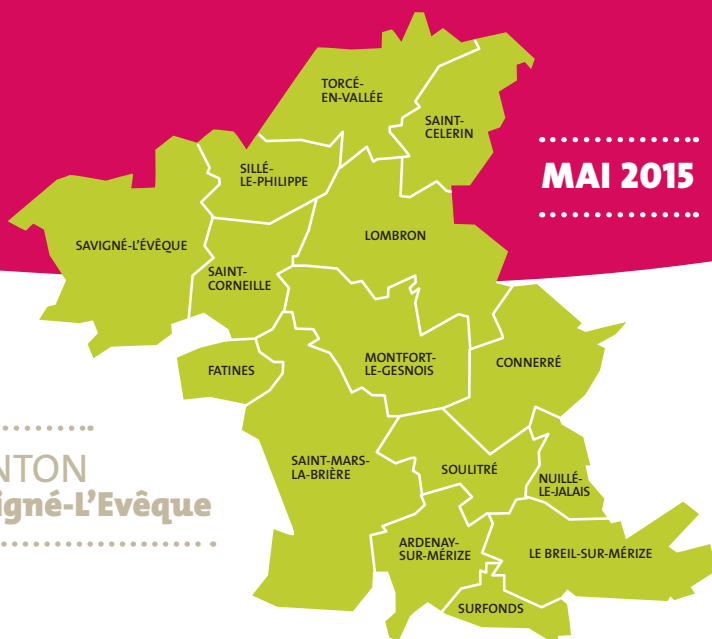 TORCÉ-
EN-VALLÉE
SAINT-
CELERIN
SILLÉ-
LE-PHILIPPE
MAI 2015
SAVIGNÉ-L'ÉVÊQUE
LOMBRON
SAINT-
CORNEILLE
FATINES
MONTFORT-
LE-GESNOIS
CONNERRÉ
NTON
igné-L'Evêque
SAINT-MARS-
LA-BRIÈRE
SOULITRÉ
NUILLÉ-
LE-JALAIS
ARDENAY-
SUR-MÉRIZE
LE BREIL-SUR-MÉRIZE
SURFONDS